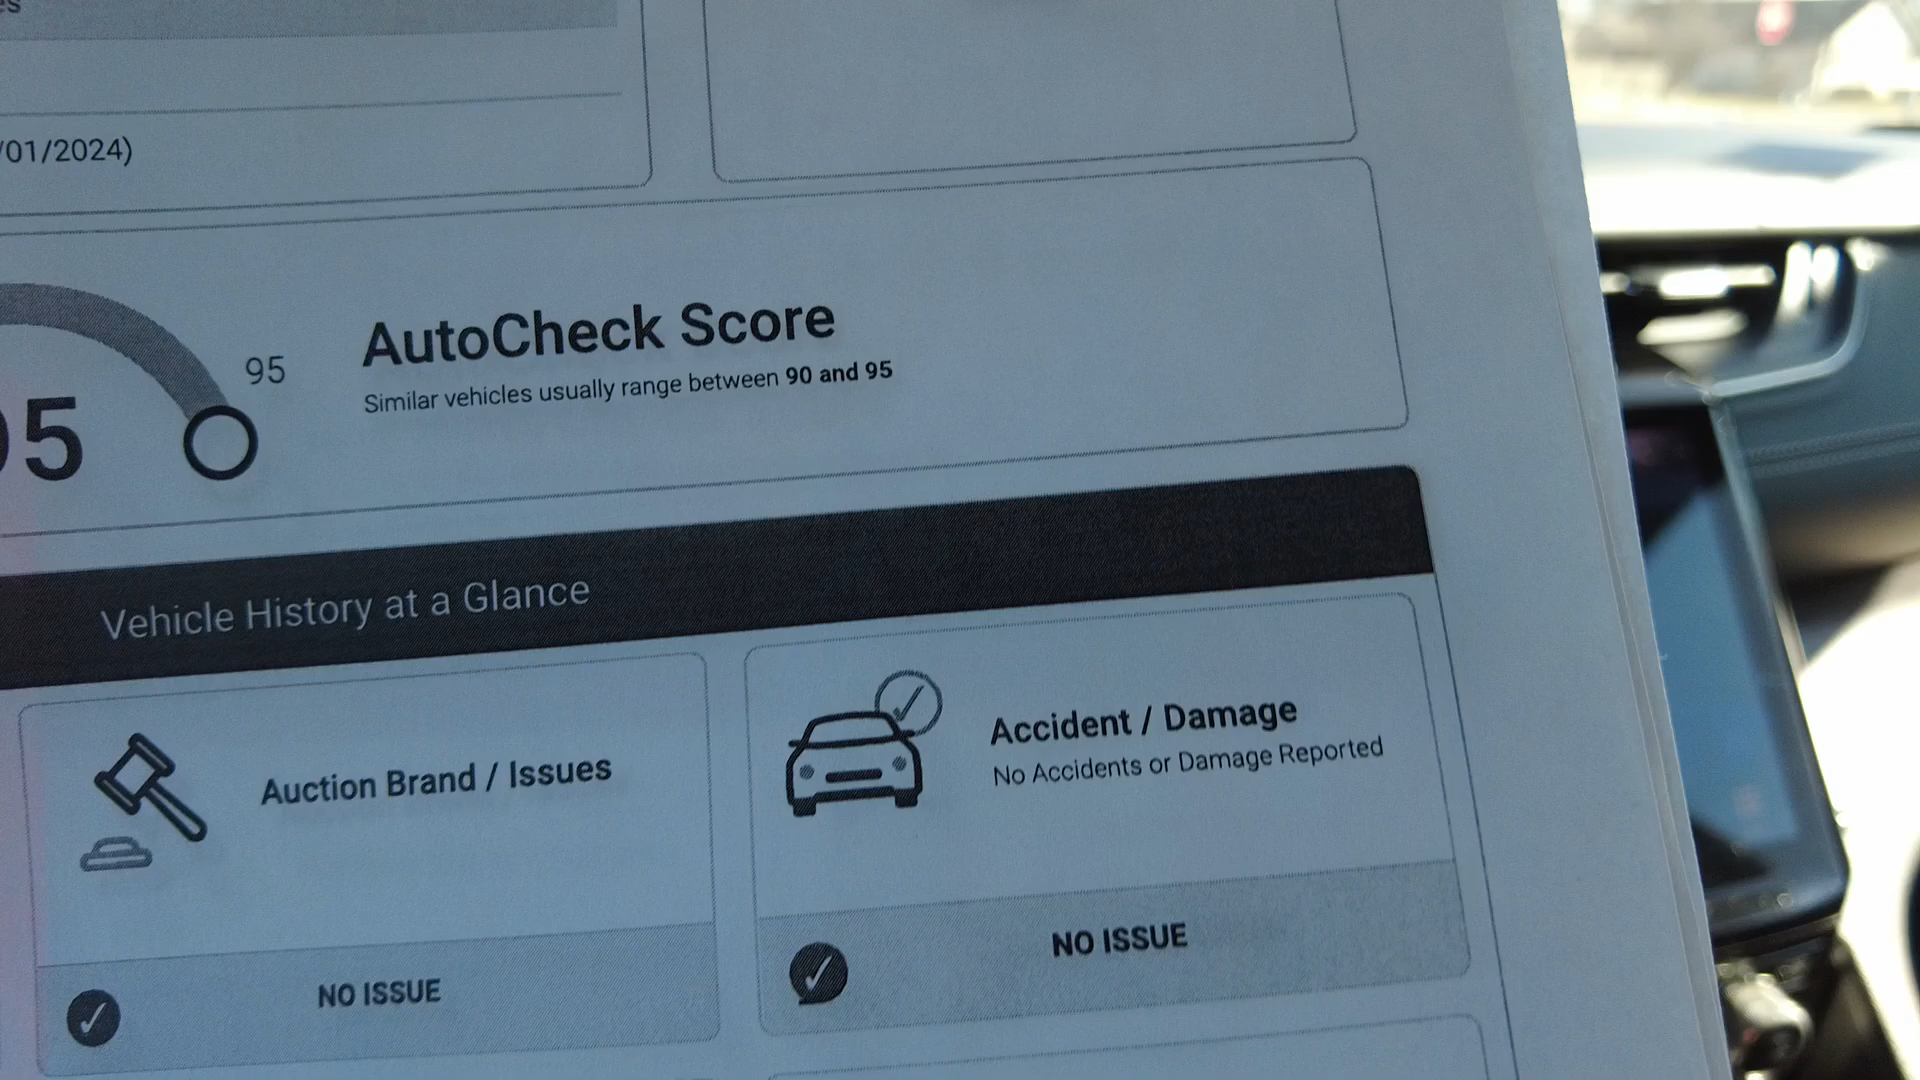 /01/2024)
95
95
AutoCheck Score
Similar vehicles usually range between 90 and 95
Vehicle History at a Glance
Auction Brand / Issues
NO ISSUE
Accident / Damage
No Accidents or Damage Reported
NO ISSUE